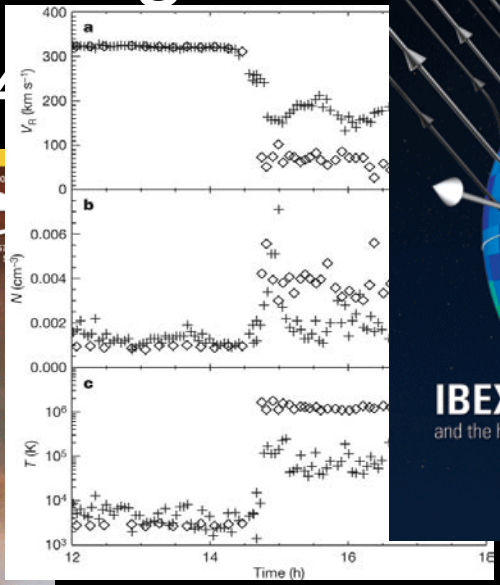 400
a
300
200
100
0
V_R (km s⁻¹)
b
0.006
0.004
0.002
0.000
N (cm⁻³)
c
10⁶
10⁵
10⁴
10³
T (K)
12
14
16
18
Time (h)
IBEX
and the h